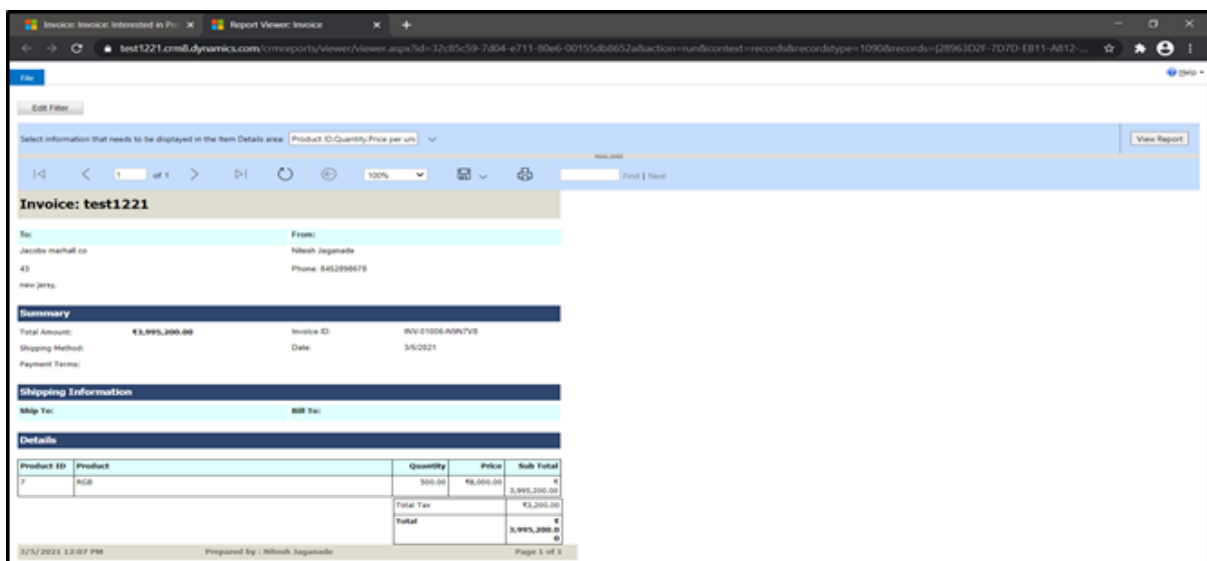 Invoice: Invoice: Interested in Pro
Report Viewer: Invoice
test1221.crm8.dynamics.com/crmreports/viewer/viewer.aspx?id=32c85c59-7d04-e711-80e6-00155db8652a&action=run&context=records&recordstype=1090&records={28963D2F-7D7D-EB11-A812-...
File
Help
Edit Filter
Select information that needs to be displayed in the Item Details area: Product ID;Quantity;Price per uni
View Report
1 of 1 100% Find | Next
Invoice: test1221
To: From:
Jacobs marhall co Nitesh Jaganade
43 Phone: 8462898678
new jersy.
Summary
Total Amount: ₹3,995,200.00 Invoice ID: INV-01006-N9N7V8
Shipping Method: Date: 3/5/2021
Payment Terms:
Shipping Information
Ship To: Bill To:
Details
Product ID Product Quantity Price Sub Total
7 RGB 500.00 ₹8,000.00 ₹
3,995,200.00
Total Tax ₹3,200.00
Total ₹
3,995,200.0
0
3/5/2021 12:07 PM Prepared by : Nitesh Jaganade Page 1 of 1